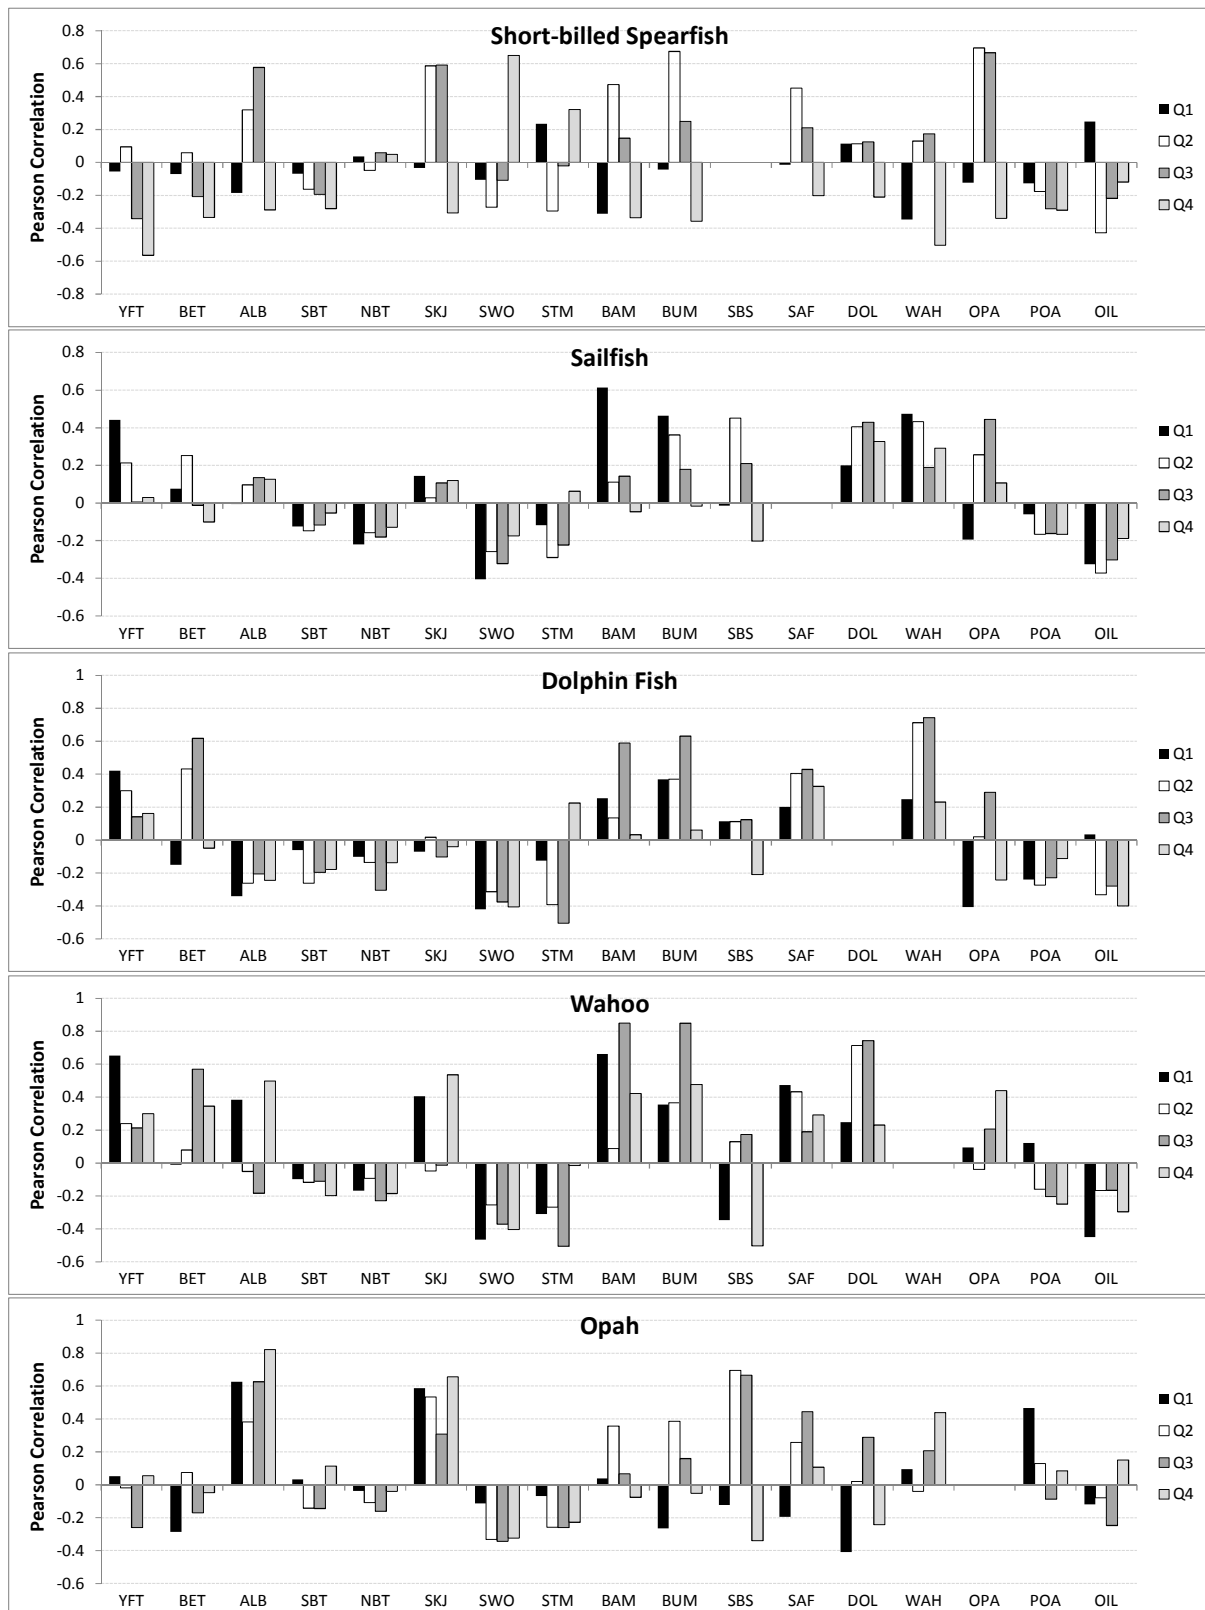 Short-billed Spearfish
Pearson Correlation
0.8
0.6
0.4
0.2
0
-0.2
-0.4
-0.6
-0.8
YFT BET ALB SBT NBT SKJ SWO STM BAM BUM SBS SAF DOL WAH OPA POA OIL
Q1
Q2
Q3
Q4
Sailfish
Pearson Correlation
0.8
0.6
0.4
0.2
0
-0.2
-0.4
-0.6
YFT BET ALB SBT NBT SKJ SWO STM BAM BUM SBS SAF DOL WAH OPA POA OIL
Q1
Q2
Q3
Q4
Dolphin Fish
Pearson Correlation
1
0.8
0.6
0.4
0.2
0
-0.2
-0.4
-0.6
YFT BET ALB SBT NBT SKJ SWO STM BAM BUM SBS SAF DOL WAH OPA POA OIL
Q1
Q2
Q3
Q4
Wahoo
Pearson Correlation
1
0.8
0.6
0.4
0.2
0
-0.2
-0.4
-0.6
YFT BET ALB SBT NBT SKJ SWO STM BAM BUM SBS SAF DOL WAH OPA POA OIL
Q1
Q2
Q3
Q4
Opah
Pearson Correlation
1
0.8
0.6
0.4
0.2
0
-0.2
-0.4
-0.6
YFT BET ALB SBT NBT SKJ SWO STM BAM BUM SBS SAF DOL WAH OPA POA OIL
Q1
Q2
Q3
Q4